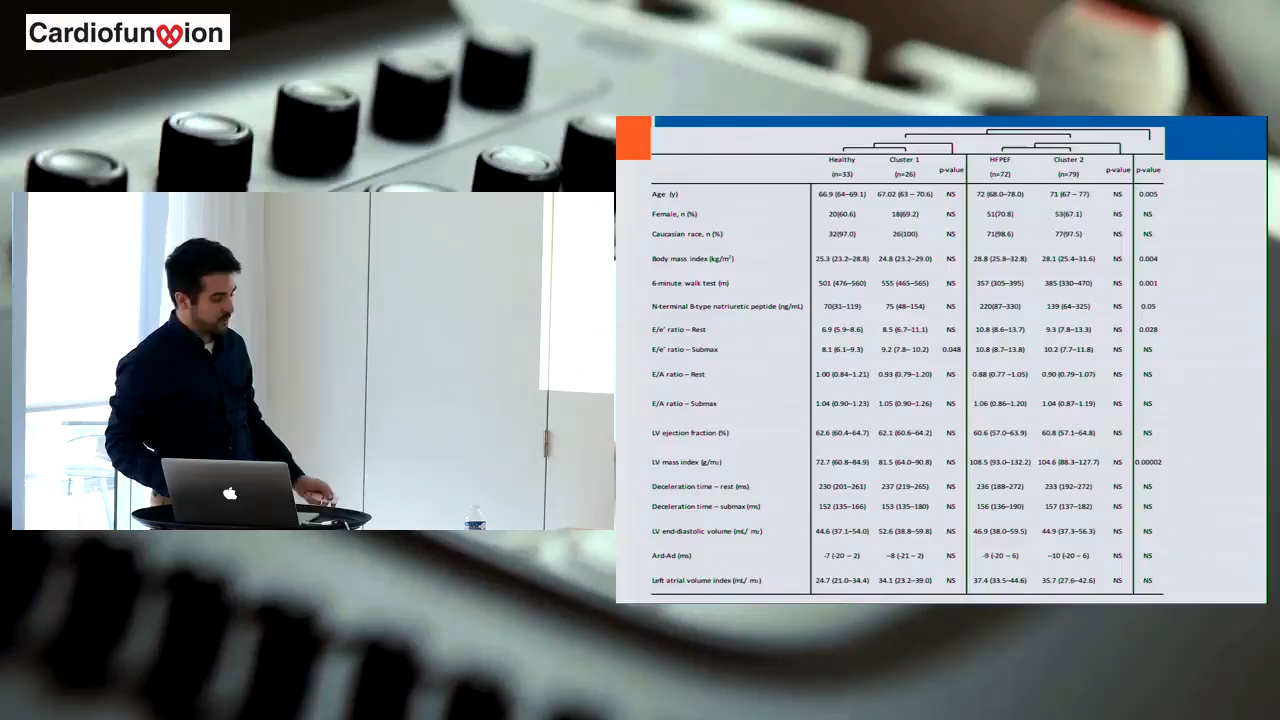 Cardiofunxion
Healthy Cluster 1 HFPEF Cluster 2
(n=33) (n=26) p-value (n=72) (n=79) p-value p-value
Age (y) 66.9 (64–69.1) 67.02 (63 – 70.6) NS 72 (68.0–78.0) 71 (67 – 77) NS 0.005
Female, n (%) 20(60.6) 18(69.2) NS 51(70.8) 53(67.1) NS NS
Caucasian race, n (%) 32(97.0) 26(100) NS 71(98.6) 77(97.5) NS NS
Body mass index (kg/m²) 25.3 (23.2–28.8) 24.8 (23.2–29.0) NS 28.8 (25.8–32.8) 28.1 (25.4–31.6) NS 0.004
6-minute walk test (m) 501 (476–560) 555 (465–565) NS 357 (305–395) 385 (330–470) NS 0.001
N-terminal B-type natriuretic peptide (ng/mL) 70(31–119) 75 (48–154) NS 220(87–330) 139 (64–325) NS 0.05
E/e' ratio – Rest 6.9 (5.9–8.6) 8.5 (6.7–11.1) NS 10.8 (8.6–13.7) 9.3 (7.8–13.3) NS 0.028
E/e' ratio – Submax 8.1 (6.1–9.3) 9.2 (7.8– 10.2) 0.048 10.8 (8.7–13.8) 10.2 (7.7–11.8) NS NS
E/A ratio – Rest 1.00 (0.84–1.21) 0.93 (0.79–1.20) NS 0.88 (0.77 –1.05) 0.90 (0.79–1.07) NS NS
E/A ratio – Submax 1.04 (0.90–1.23) 1.05 (0.90–1.26) NS 1.06 (0.86–1.20) 1.04 (0.87–1.19) NS NS
LV ejection fraction (%) 62.6 (60.4–64.7) 62.1 (60.6–64.2) NS 60.6 (57.0–63.9) 60.8 (57.1–64.8) NS NS
LV mass index (g/m2) 72.7 (60.8–84.9) 81.5 (64.0–90.8) NS 108.5 (93.0–132.2) 104.6 (88.3–127.7) NS 0.00002
Deceleration time – rest (ms) 230 (201–261) 237 (219–265) NS 236 (188–272) 233 (192–272) NS NS
Deceleration time – submax (ms) 152 (135–166) 153 (135–180) NS 156 (136–190) 157 (137–182) NS NS
LV end-diastolic volume (mL/ m2) 44.6 (37.1–54.0) 52.6 (38.8–59.8) NS 46.9 (38.0–59.5) 44.9 (37.3–56.3) NS NS
Ard-Ad (ms) -7 (-20 – 2) –8 (-21 – 2) NS -9 (-20 – 6) –10 (-20 – 6) NS NS
Left atrial volume index (mL/ m2) 24.7 (21.0–34.4) 34.1 (23.2–39.0) NS 37.4 (33.5–44.6) 35.7 (27.6–42.6) NS NS